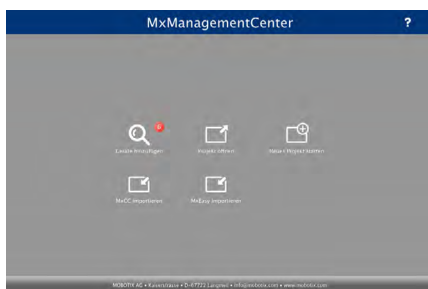 MxManagementCenter ?
Geräte hinzufügen Projekt öffnen Neues Projekt starten
MxCC importieren MxEasy importieren
MOBOTIX AG • Kaiserstrasse • D-67722 Langmeil • info@mobotix.com • www.mobotix.com